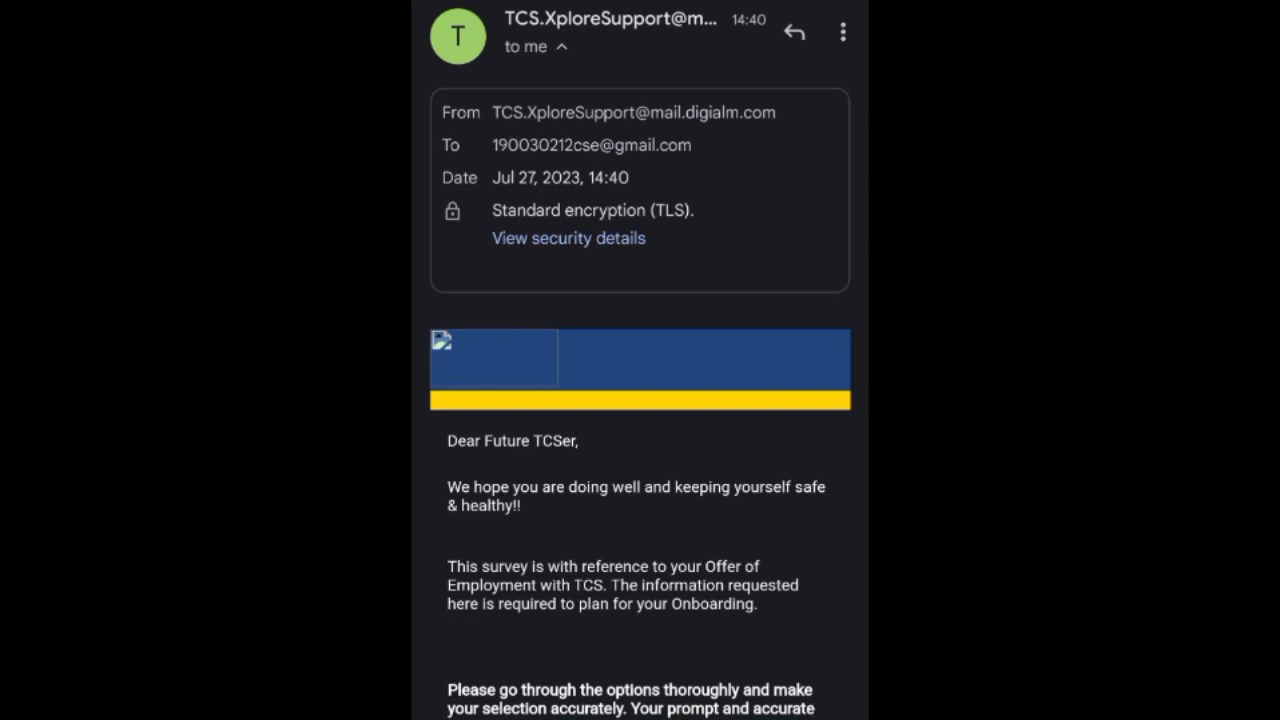 T
TCS.XploreSupport@m... 14:40
to me
From TCS.XploreSupport@mail.digialm.com
To 190030212cse@gmail.com
Date Jul 27, 2023, 14:40
Standard encryption (TLS).
View security details
Dear Future TCSer,
We hope you are doing well and keeping yourself safe
& healthy!!
This survey is with reference to your Offer of
Employment with TCS. The information requested
here is required to plan for your Onboarding.
Please go through the options thoroughly and make
your selection accurately. Your prompt and accurate